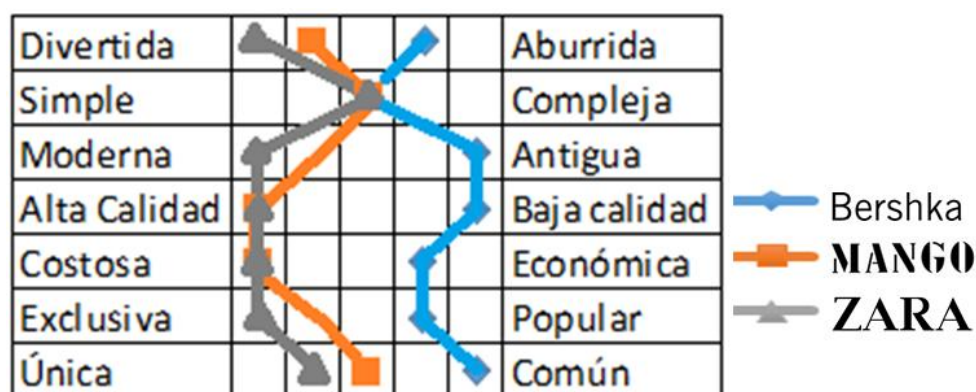 Divertida Aburrida
Simple Compleja
Moderna Antigua
Alta Calidad Baja calidad
Costosa Económica
Exclusiva Popular
Única Común
Bershka
MANGO
ZARA